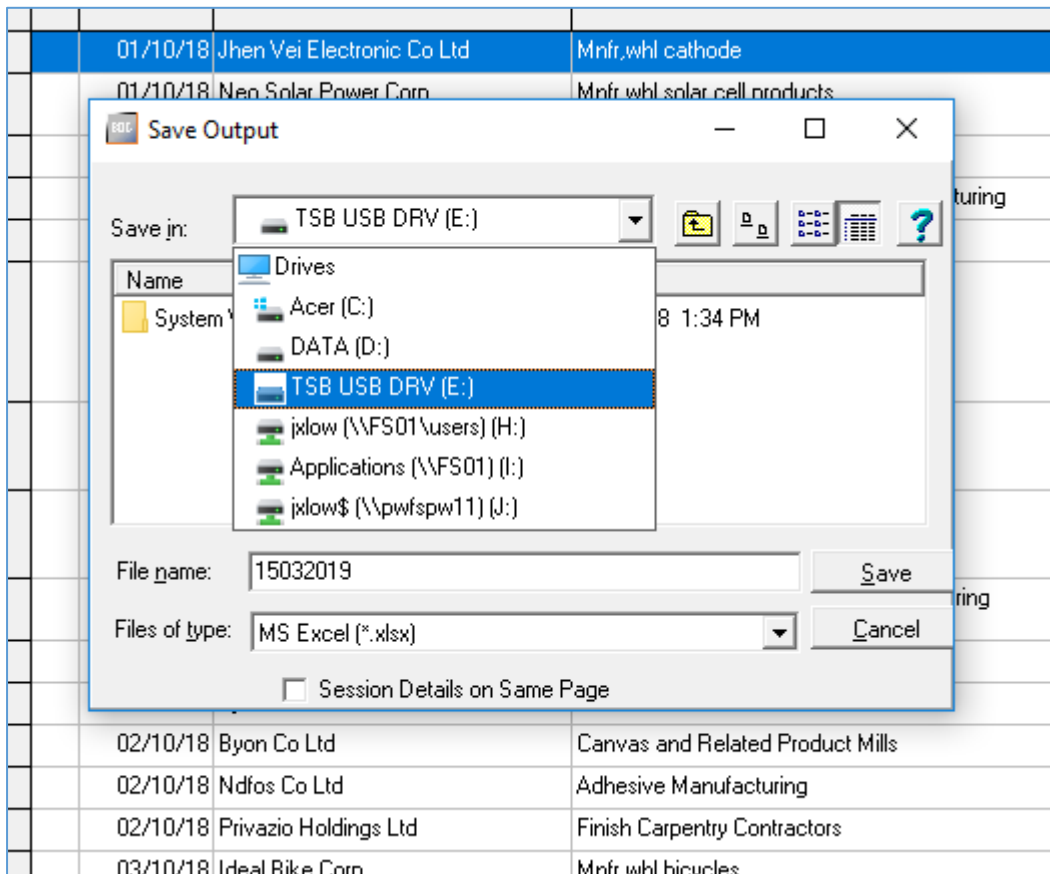 01/10/18 Jhen Vei Electronic Co Ltd Mnfr,whl cathode
01/10/18 Neo Solar Power Corp Mnfr,whl solar cell products
Save Output
turing
Save in: TSB USB DRV (E:)
Drives
Name
Acer (C:)
System 8 1:34 PM
DATA (D:)
TSB USB DRV (E:)
jxlow (\\FS01\users) (H:)
Applications (\\FS01) (I:)
jxlow$ (\\pwfspw11) (J:)
File name: 15032019 Save
ring
Files of type: MS Excel (*.xlsx) Cancel
Session Details on Same Page
02/10/18 Byon Co Ltd Canvas and Related Product Mills
02/10/18 Ndfos Co Ltd Adhesive Manufacturing
02/10/18 Privazio Holdings Ltd Finish Carpentry Contractors
03/10/18 Ideal Bike Corp Mnfr,whl bicycles